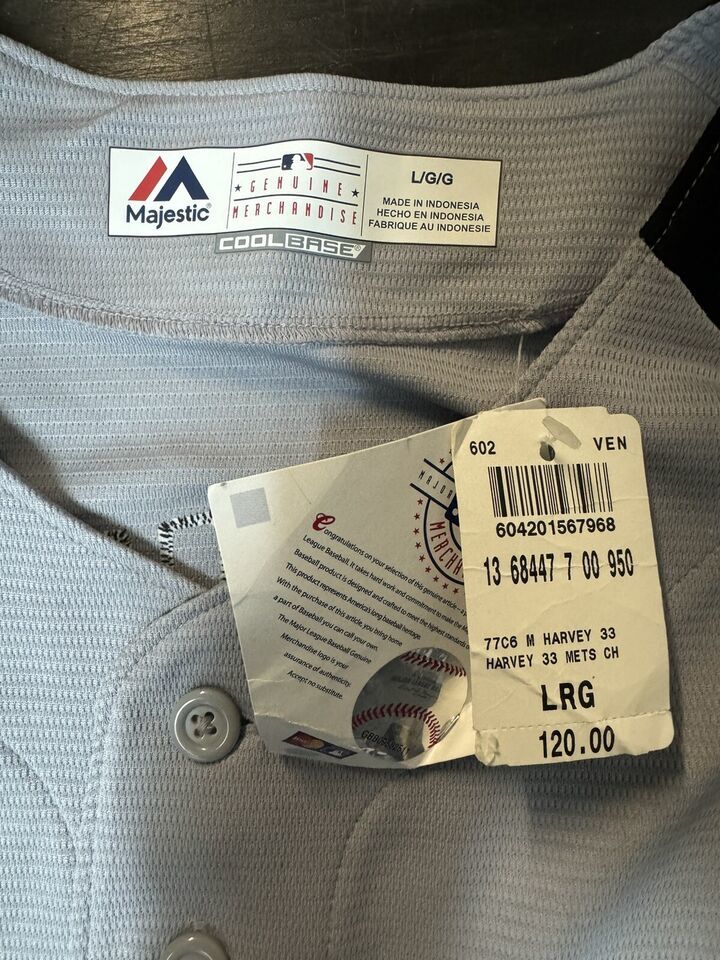 Majestic®
GENUINE
MERCHANDISE
L/G/G
MADE IN INDONESIA
HECHO EN INDONESIA
FABRIQUE AU INDONESIE
COOLBASE®
602 VEN
604201567968
13 68447 7 00 950
77C6 M HARVEY 33
HARVEY 33 METS CH
LRG
120.00
MAJOR
MERCH
Congratulations on your selection of this genuine article – a
League Baseball. It takes hard work and commitment to make the
Baseball product is designed and crafted to meet the highest standards
This product represents America's long baseball heritage.
With the purchase of this article, you bring home
a part of Baseball you can call your own.
The Major League Baseball Genuine
Merchandise logo is your
assurance of authenticity.
Accept no substitute.